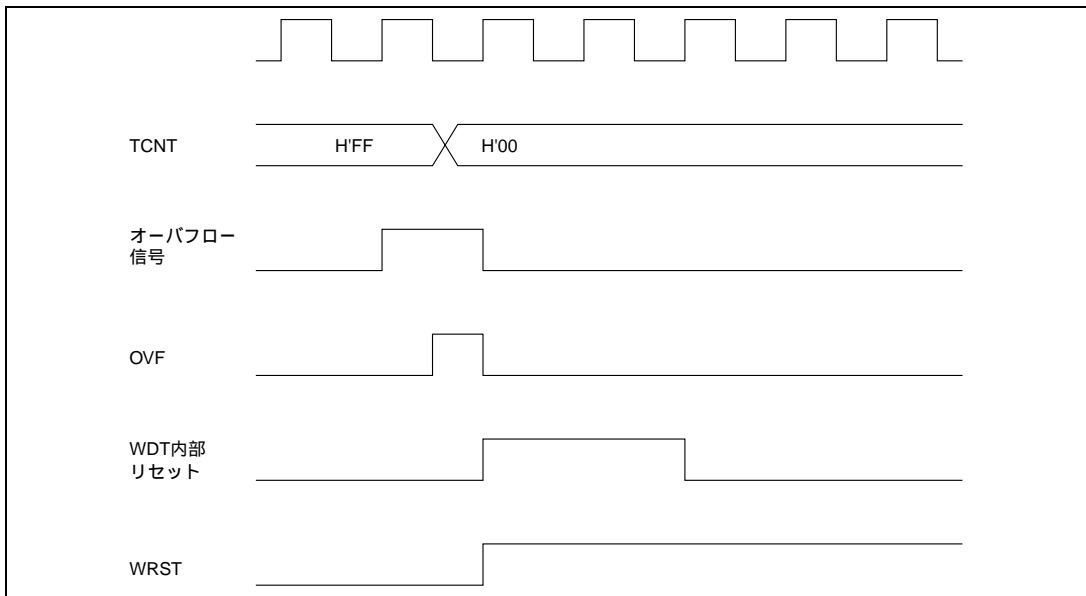 TCNT
H'FF
H'00
オーバフロー
信号
OVF
WDT内部
リセット
WRST